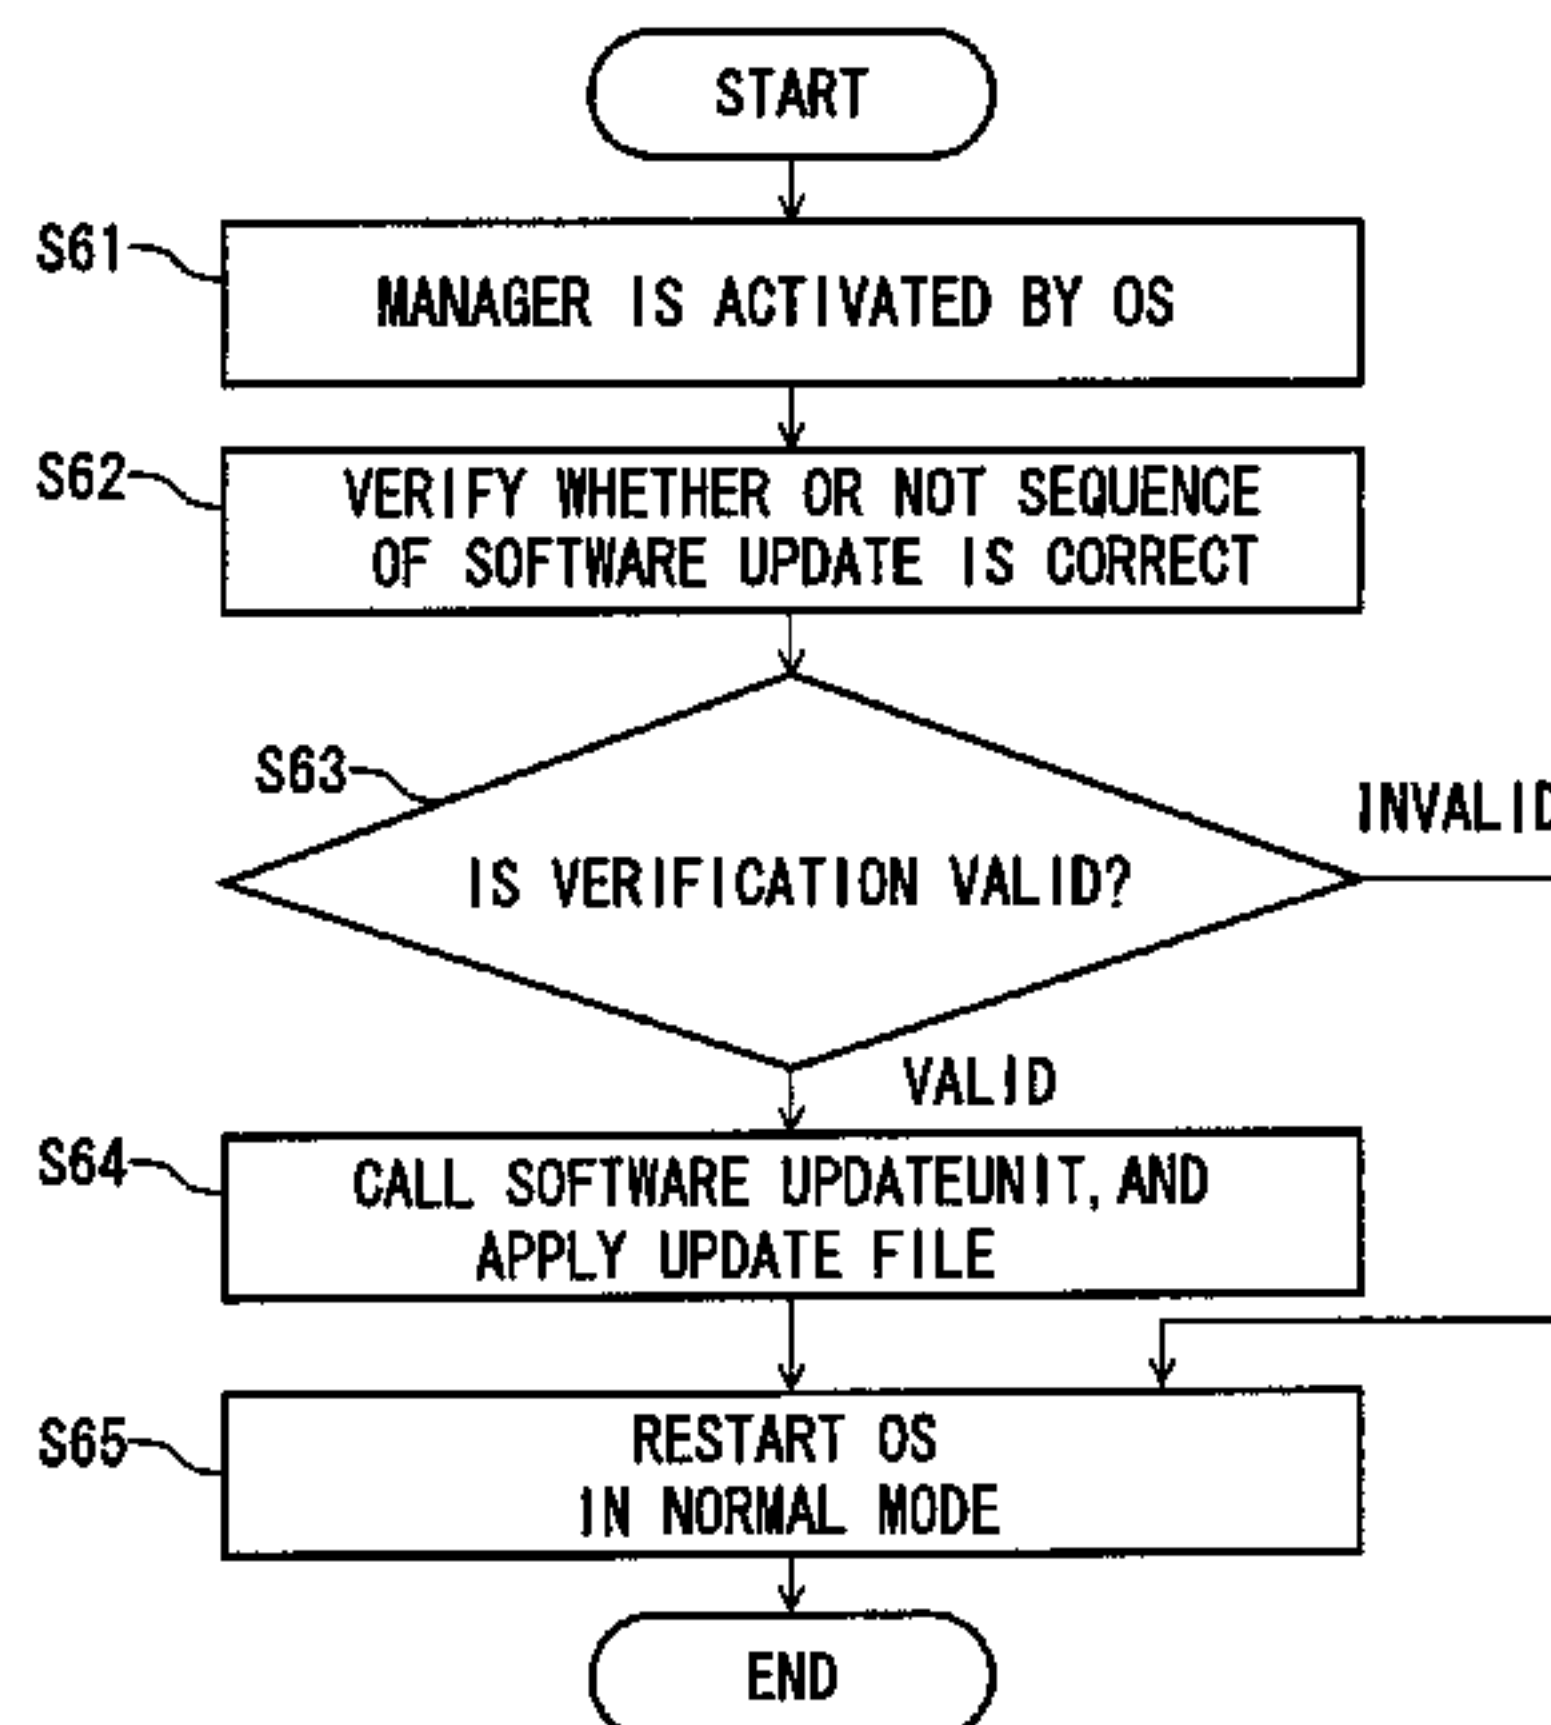 START
S61
MANAGER IS ACTIVATED BY OS
S62
VERIFY WHETHER OR NOT SEQUENCE
OF SOFTWARE UPDATE IS CORRECT
S63
INVALID
IS VERIFICATION VALID?
VALID
S64
CALL SOFTWARE UPDATEUNIT, AND
APPLY UPDATE FILE
S65
RESTART OS
IN NORMAL MODE
END